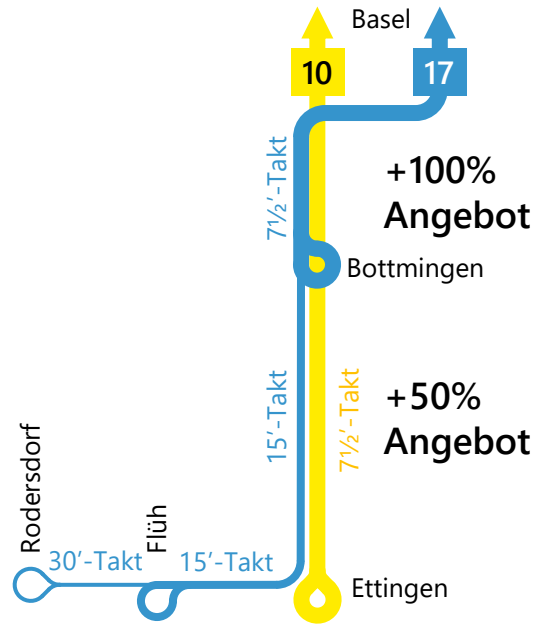 Basel
10
17
7½'-Takt
+100%
Angebot
Bottmingen
15'-Takt
7½'-Takt
+50%
Angebot
Rodersdorf
Flüh
30'-Takt
15'-Takt
Ettingen